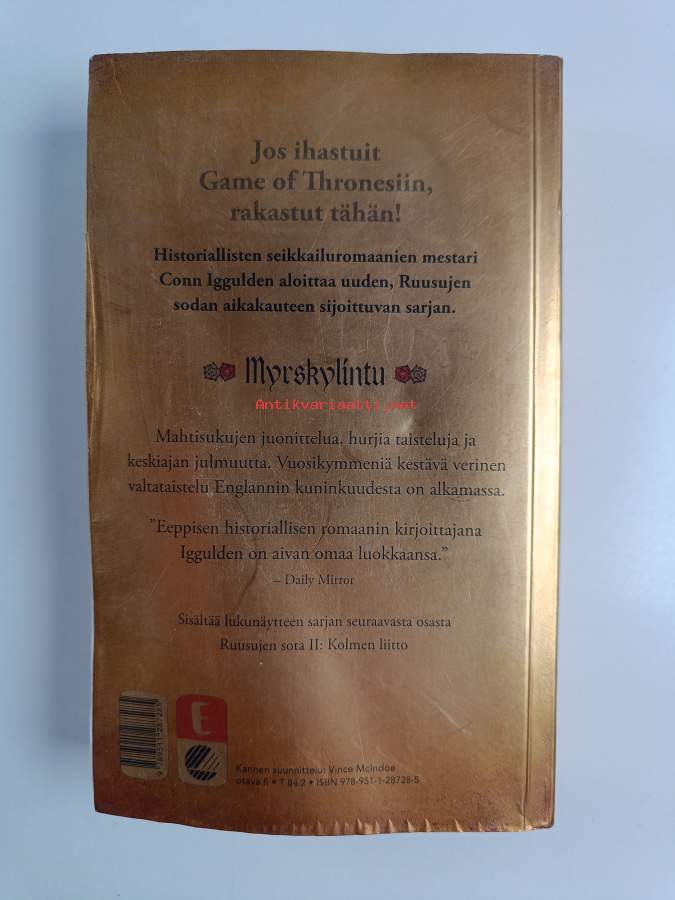 Jos ihastuit
Game of Thronesiin,
rakastut tähän!
Historiallisten seikkailuromaanien mestari
Conn Iggulden aloittaa uuden, Ruusujen
sodan aikakauteen sijoittuvan sarjan.
Myrskylintu
Antikvariaatti.net
Mahtisukujen juonittelua, hurjia taisteluja ja
keskiajan julmuutta. Vuosikymmeniä kestävä verinen
valtataistelu Englannin kuninkuudesta on alkamassa.
”Eeppisen historiallisen romaanin kirjoittajana
Iggulden on aivan omaa luokkaansa.”
– Daily Mirror
Sisältää lukunäytteen sarjan seuraavasta osasta
Ruusujen sota II: Kolmen liitto
9 789511 287285
E
Kannen suunnittelu: Vince McIndoe
otava.fi • T 84.2 • ISBN 978-951-1-28728-5